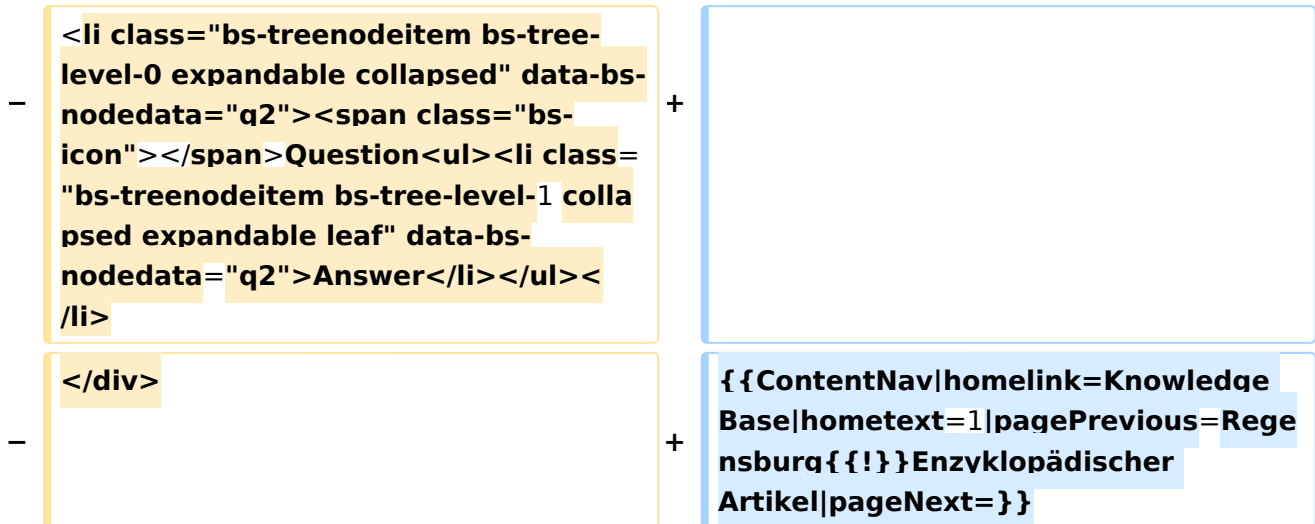 <li class="bs-treenodeitem bs-tree-
level-0 expandable collapsed" data-bs-
− nodedata="q2"><span class="bs- +
icon"></span>Question<ul><li class=
"bs-treenodeitem bs-tree-level-1 colla
psed expandable leaf" data-bs-
nodedata="q2">Answer</li></ul><
/li>
</div>
−
{{ContentNav|homelink=Knowledge
Base|hometext=1|pagePrevious=Rege
+ nsburg{{!}}Enzyklopädischer
Artikel|pageNext=}}